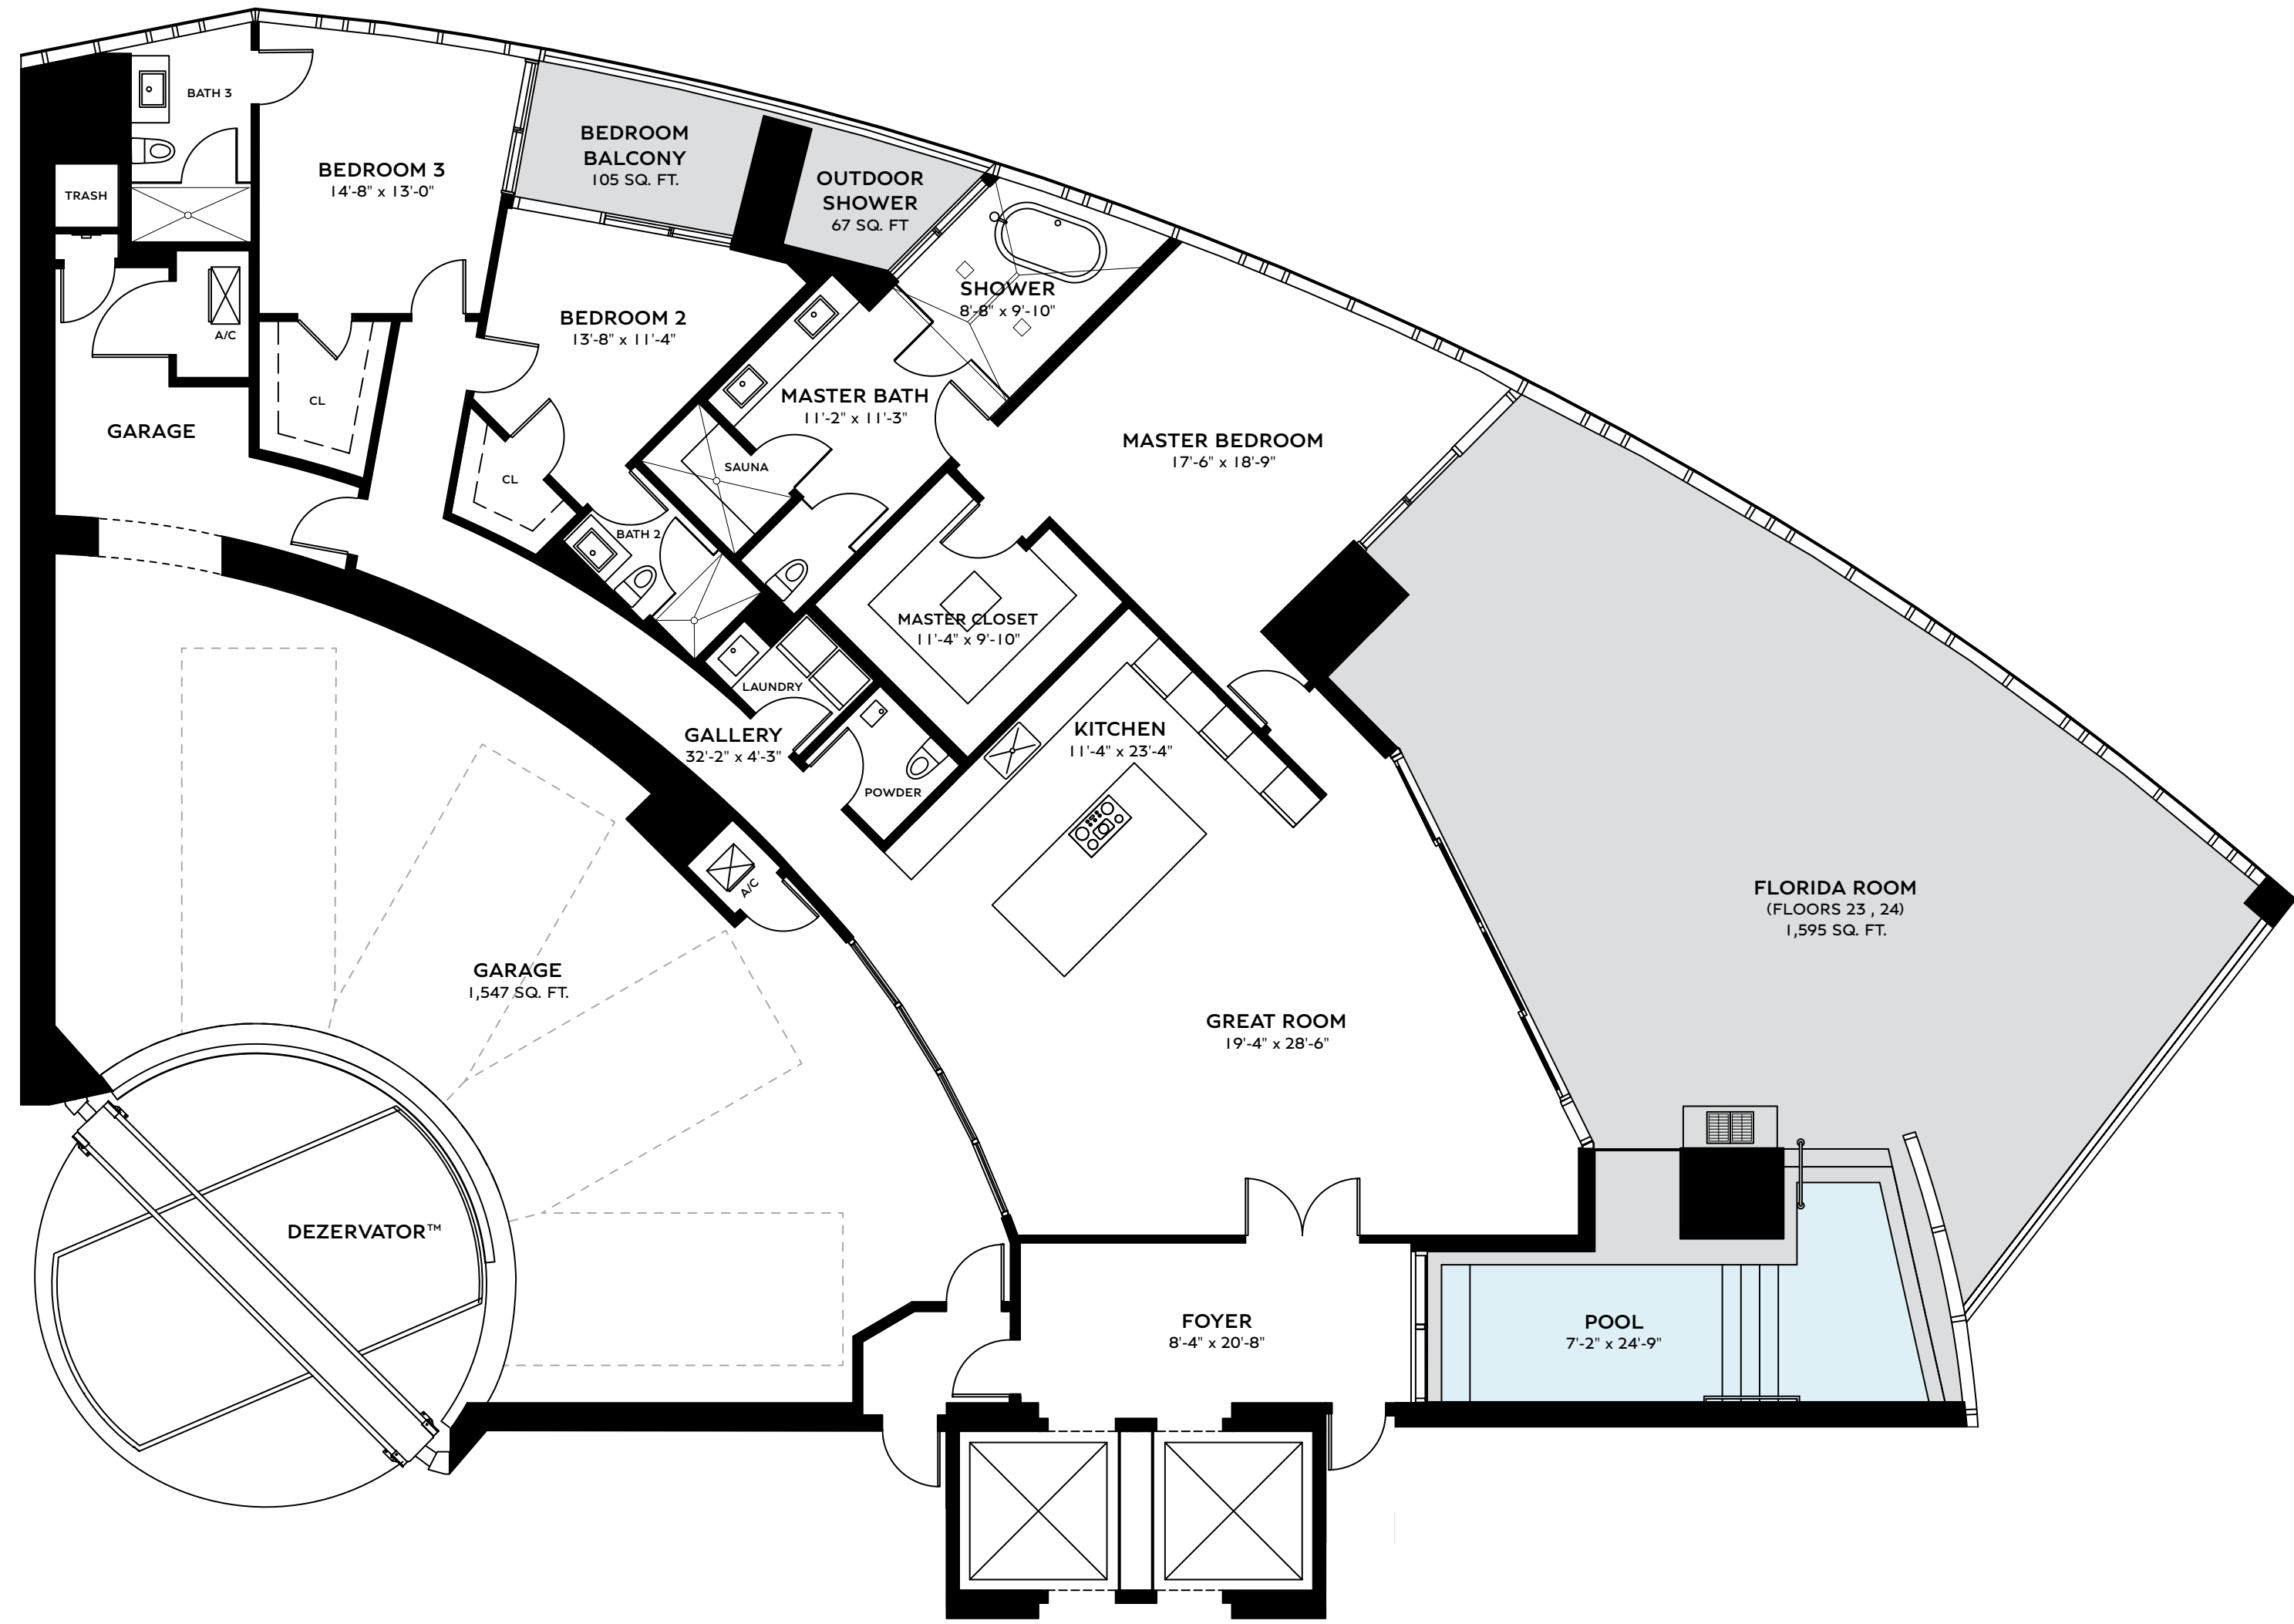 BATH 3
BEDROOM 3
14'-8" x 13'-0"
TRASH
BEDROOM
BALCONY
105 SQ. FT.
OUTDOOR
SHOWER
67 SQ. FT
SHOWER
8'-8" x 9'-10"
A/C
BEDROOM 2
13'-8" x 11'-4"
CL
GARAGE
MASTER BATH
11'-2" x 11'-3"
MASTER BEDROOM
17'-6" x 18'-9"
SAUNA
CL
BATH 2
MASTER CLOSET
11'-4" x 9'-10"
LAUNDRY
GALLERY
32'-2" x 4'-3"
KITCHEN
11'-4" x 23'-4"
POWDER
A/C
FLORIDA ROOM
(FLOORS 23 , 24)
1,595 SQ. FT.
GARAGE
1,547 SQ. FT.
GREAT ROOM
19'-4" x 28'-6"
DEZERVATOR™
FOYER
8'-4" x 20'-8"
POOL
7'-2" x 24'-9"